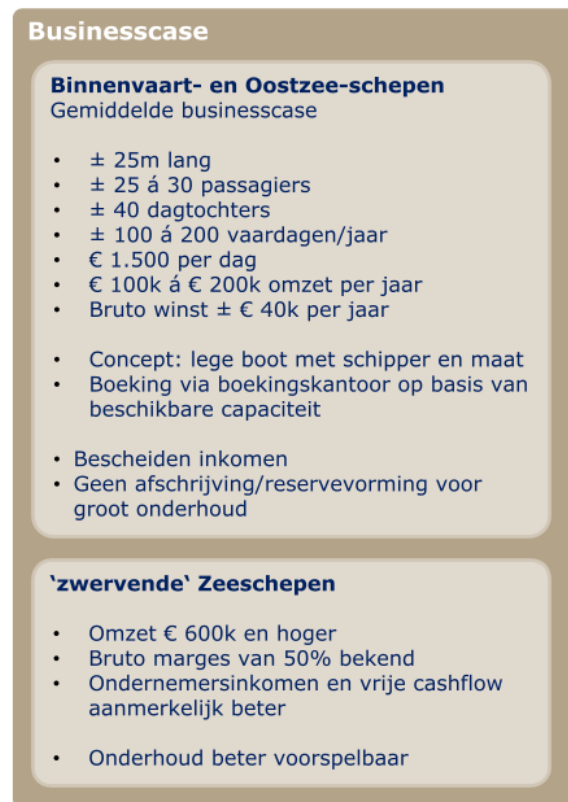 Businesscase
Binnenvaart- en Oostzee-schepen
Gemiddelde businesscase
• ± 25m lang
• ± 25 á 30 passagiers
• ± 40 dagtochters
• ± 100 á 200 vaardagen/jaar
• € 1.500 per dag
• € 100k á € 200k omzet per jaar
• Bruto winst ± € 40k per jaar
• Concept: lege boot met schipper en maat
• Boeking via boekingskantoor op basis van
beschikbare capaciteit
• Bescheiden inkomen
• Geen afschrijving/reservevorming voor
groot onderhoud
‘zwervende‘ Zeeschepen
• Omzet € 600k en hoger
• Bruto marges van 50% bekend
• Ondernemersinkomen en vrije cashflow
aanmerkelijk beter
• Onderhoud beter voorspelbaar